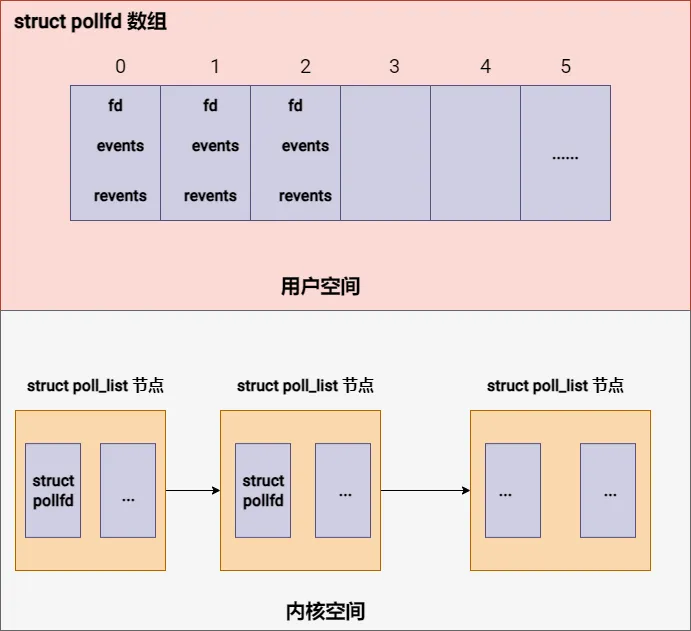 struct pollfd 数组
0 1 2 3 4 5
fd fd fd
events events events
......
revents revents revents
用户空间
struct poll_list 节点 struct poll_list 节点 struct poll_list 节点
struct pollfd ... struct pollfd ... ... ...
内核空间